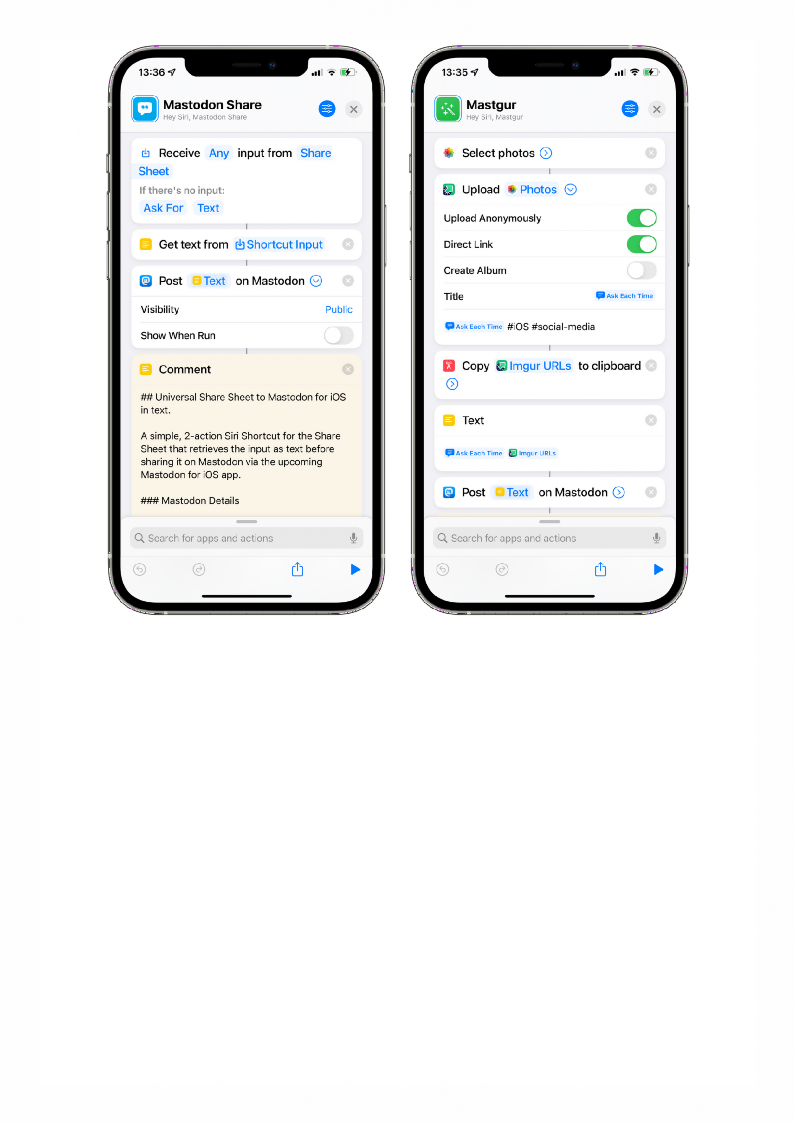 13:36
Mastodon Share
Hey Siri, Mastodon Share
Receive Any input from Share
Sheet
If there's no input:
Ask For Text
Get text from Shortcut Input
Post Text on Mastodon
Visibility Public
Show When Run
Comment
## Universal Share Sheet to Mastodon for iOS
in text.
A simple, 2-action Siri Shortcut for the Share
Sheet that retrieves the input as text before
sharing it on Mastodon via the upcoming
Mastodon for iOS app.
### Mastodon Details
Search for apps and actions
13:35
Mastgur
Hey Siri, Mastgur
Select photos
Upload Photos
Upload Anonymously
Direct Link
Create Album
Title Ask Each Time
Ask Each Time #iOS #social-media
Copy Imgur URLs to clipboard
Text
Ask Each Time Imgur URLs
Post Text on Mastodon
Search for apps and actions